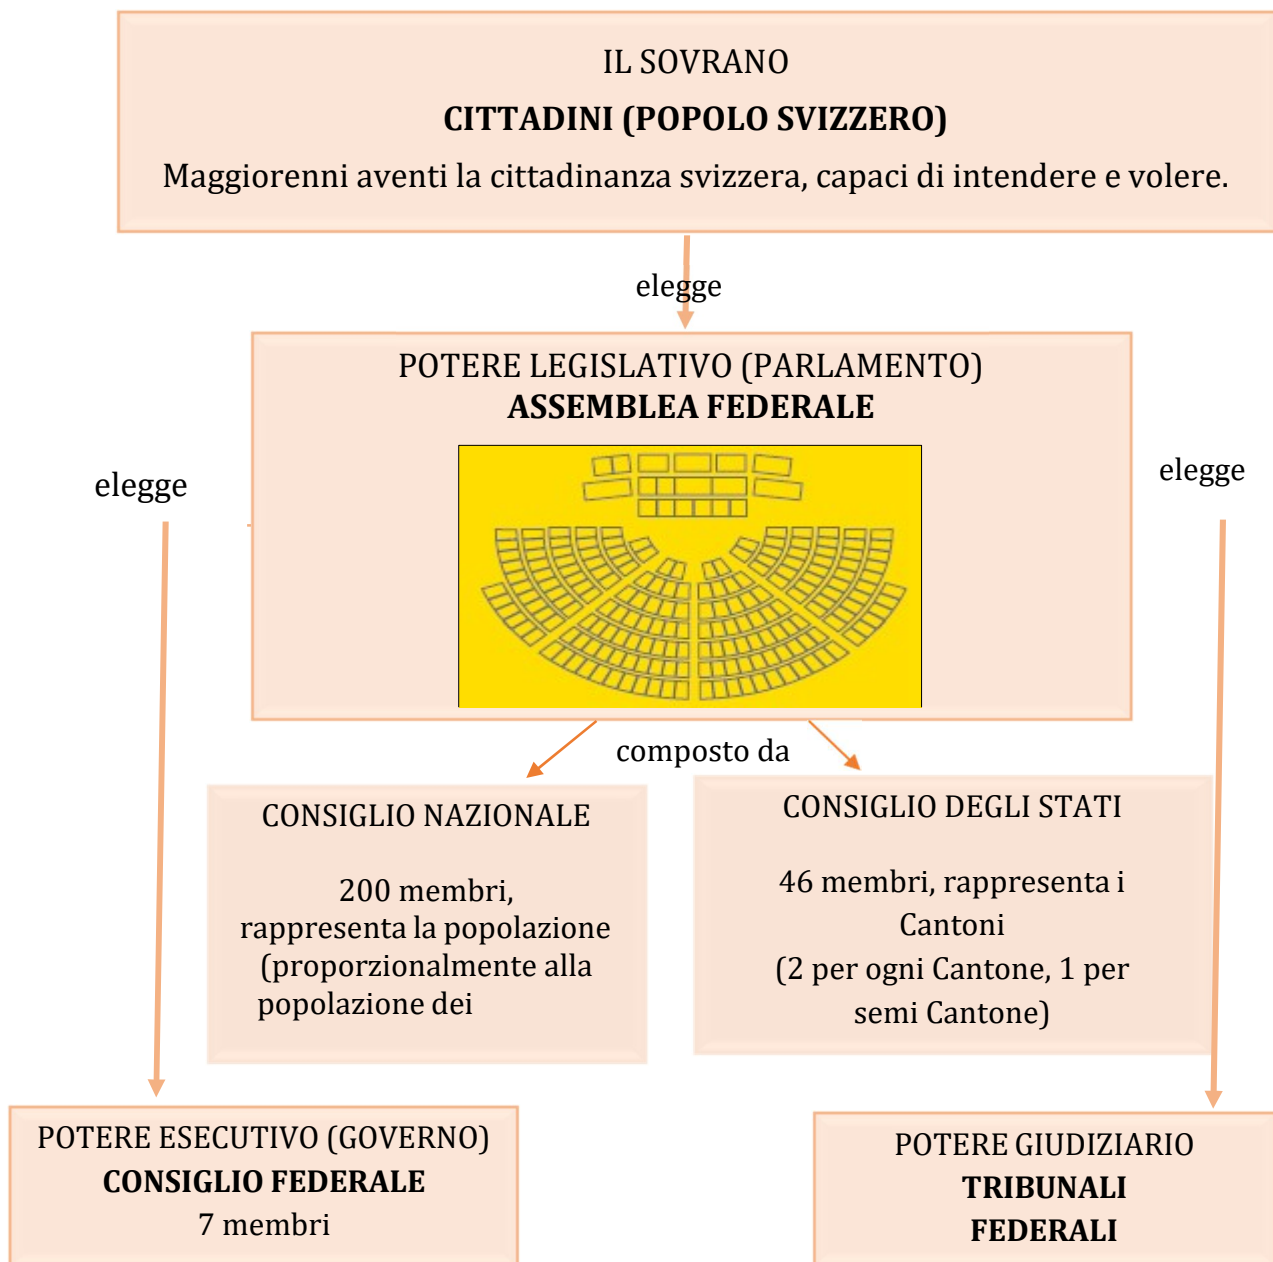 IL SOVRANO
CITTADINI (POPOLO SVIZZERO)
Maggiorenni aventi la cittadinanza svizzera, capaci di intendere e volere.
elegge
POTERE LEGISLATIVO (PARLAMENTO)
ASSEMBLEA FEDERALE
elegge
elegge
composto da
CONSIGLIO NAZIONALE
200 membri,
rappresenta la popolazione
(proporzionalmente alla
popolazione dei
CONSIGLIO DEGLI STATI
46 membri, rappresenta i
Cantoni
(2 per ogni Cantone, 1 per
semi Cantone)
POTERE ESECUTIVO (GOVERNO)
CONSIGLIO FEDERALE
7 membri
POTERE GIUDIZIARIO
TRIBUNALI
FEDERALI